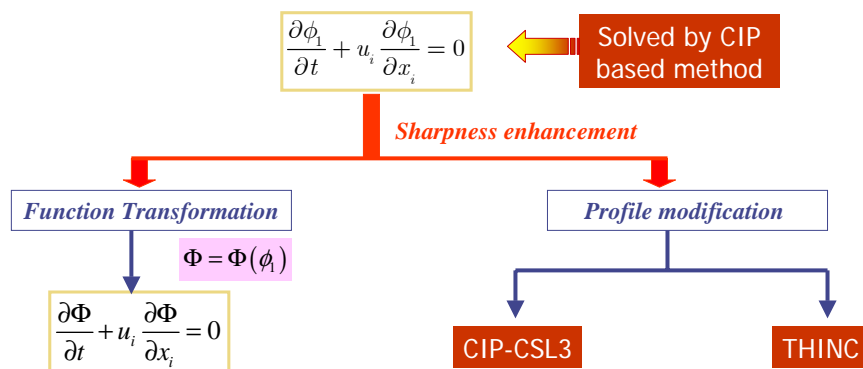 ∂ϕ₁/∂t + uᵢ ∂ϕ₁/∂xᵢ = 0
Solved by CIP
based method
Sharpness enhancement
Function Transformation
Profile modification
Φ = Φ(ϕ₁)
∂Φ/∂t + uᵢ ∂Φ/∂xᵢ = 0
CIP-CSL3
THINC